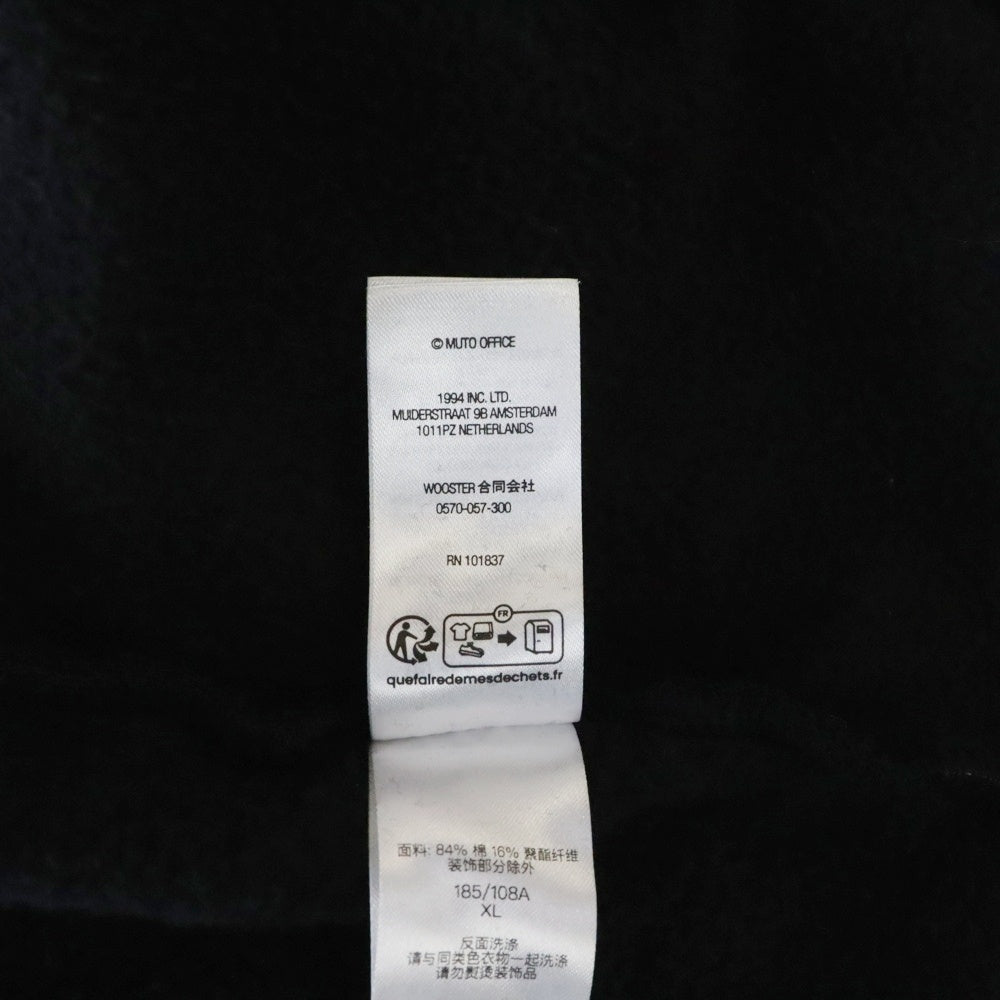 © MUTO OFFICE
1994 INC. LTD.
MUIDERSTRAAT 9B AMSTERDAM
1011PZ NETHERLANDS
WOOSTER 合同会社
0570-057-300
RN 101837
FR
quefairedemesdechets.fr
面料: 84% 棉 16% 聚酯纤维
装饰部分除外
185/108A
XL
反面洗涤
请与同类色衣物一起洗涤
请勿熨烫装饰品